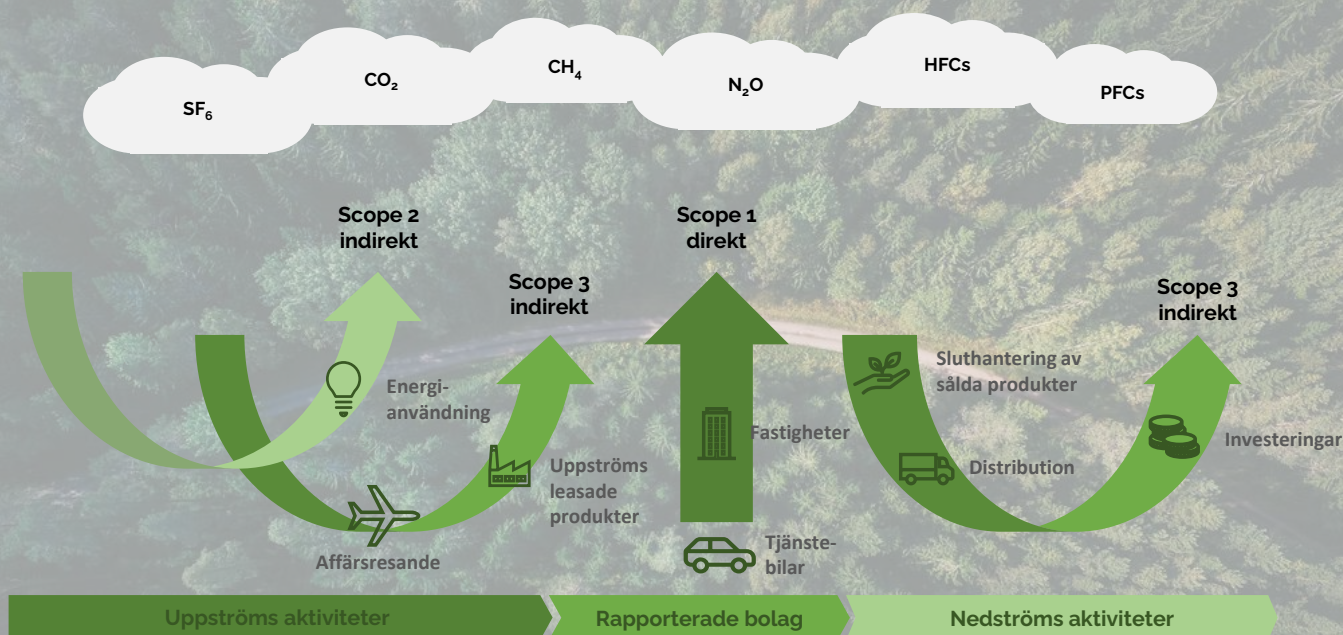 SF₆
CO₂
CH₄
N₂O
HFCs
PFCs
Scope 2
indirekt
Scope 3
indirekt
Scope 1
direkt
Scope 3
indirekt
Energi-
användning
Uppströms
leasade
produkter
Affärsresande
Fastigheter
Tjänste-
bilar
Sluthantering av
sålda produkter
Distribution
Investeringar
Uppströms aktiviteter
Rapporterade bolag
Nedströms aktiviteter